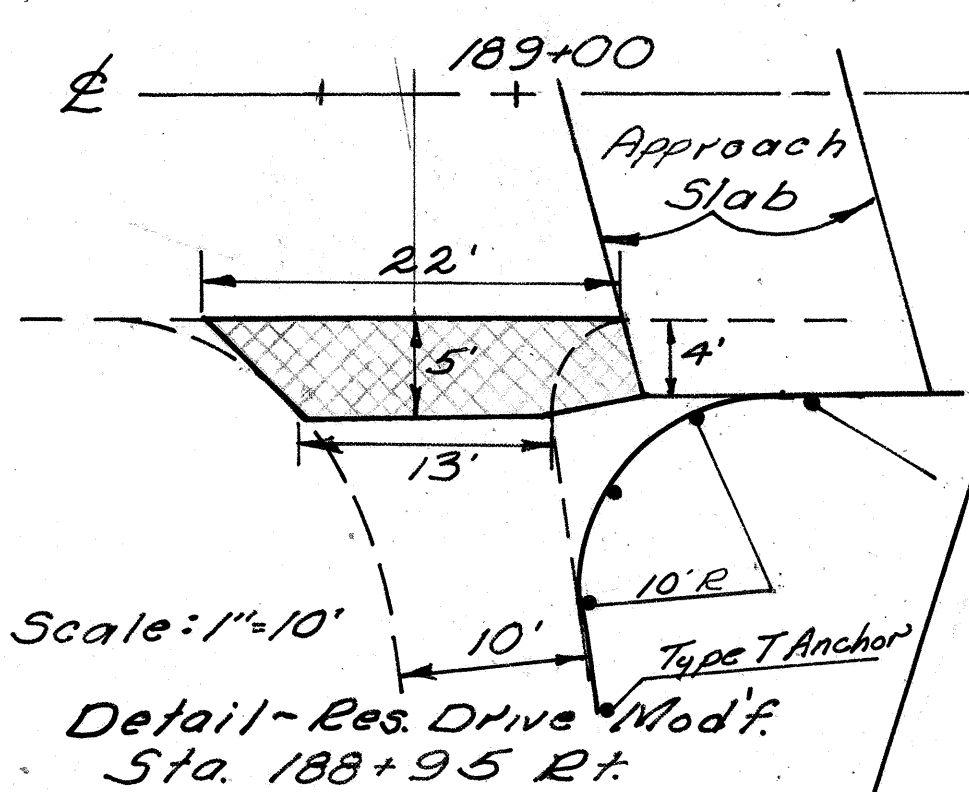 ℄ 189+00
Approach
Slab
22'
5'
4'
13'
10' R
Scale: 1"=10'
10'
Type T Anchor
Detail~Res. Drive Mod'f.
Sta. 188+95 Rt.